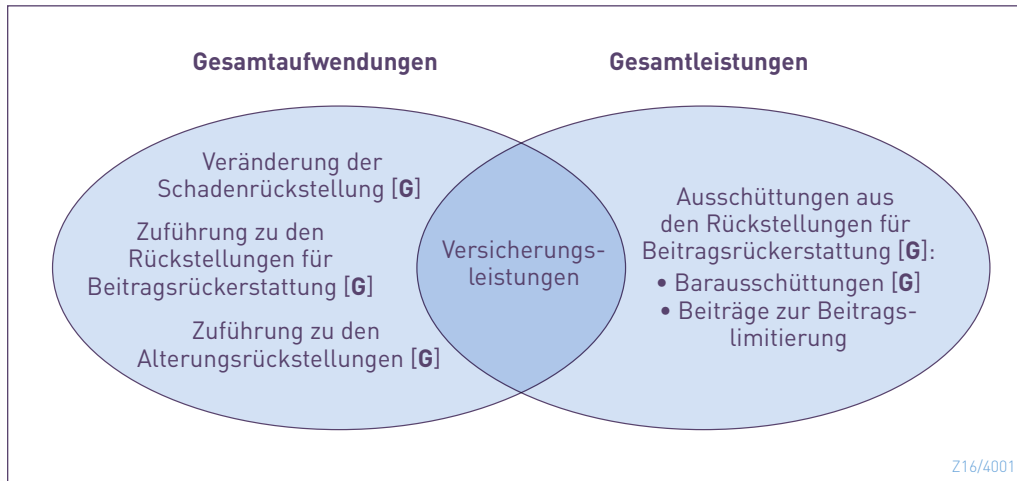 Gesamtaufwendungen
Gesamtleistungen
Veränderung der
Schadenrückstellung [G]
Zuführung zu den
Rückstellungen für
Beitragsrückerstattung [G]
Zuführung zu den
Alterungsrückstellungen [G]
Versicherungs-
leistungen
Ausschüttungen aus
den Rückstellungen für
Beitragsrückerstattung [G]:
• Barausschüttungen [G]
• Beiträge zur Beitrags-
limitierung
Z16/4001